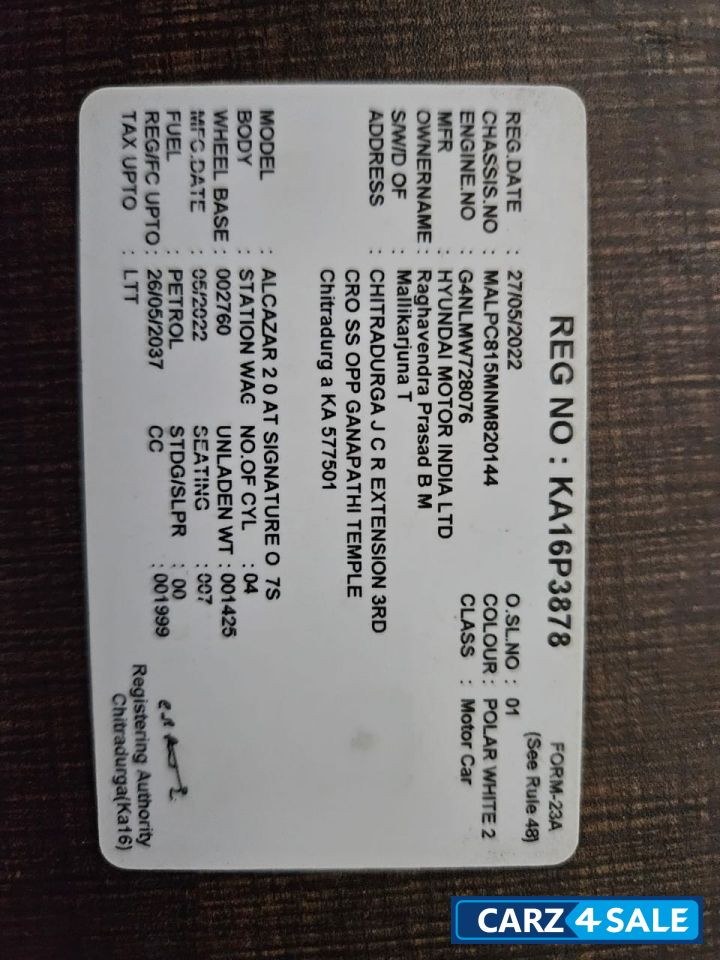 FORM-23A
(See Rule 48)
REG NO : KA16P3878
REG.DATE : 27/05/2022 O.SL.NO : 01
CHASSIS.NO : MALPC815MNM820144 COLOUR : POLAR WHITE 2
ENGINE.NO : G4NLMW728076 CLASS : Motor Car
MFR : HYUNDAI MOTOR INDIA LTD
OWNERNAME : Raghavendra Prasad B M
S/W/D OF : Mallikarjuna T
ADDRESS : CHITRADURGA J C R EXTENSION 3RD
CRO SS OPP GANAPATHI TEMPLE
Chitradurg a KA 577501
MODEL : ALCAZAR 2 0 AT SIGNATURE O 7S
BODY : STATION WAG NO.OF CYL : 04
WHEEL BASE : 002760 UNLADEN WT : 001425
MFG.DATE : 05/2022 SEATING : 007
FUEL : PETROL STDG/SLPR : 00
REG/FC UPTO : 26/05/2037 CC : 001999
TAX UPTO : LTT
Registering Authority
Chitradurga(Ka16)
CARZ 4 SALE